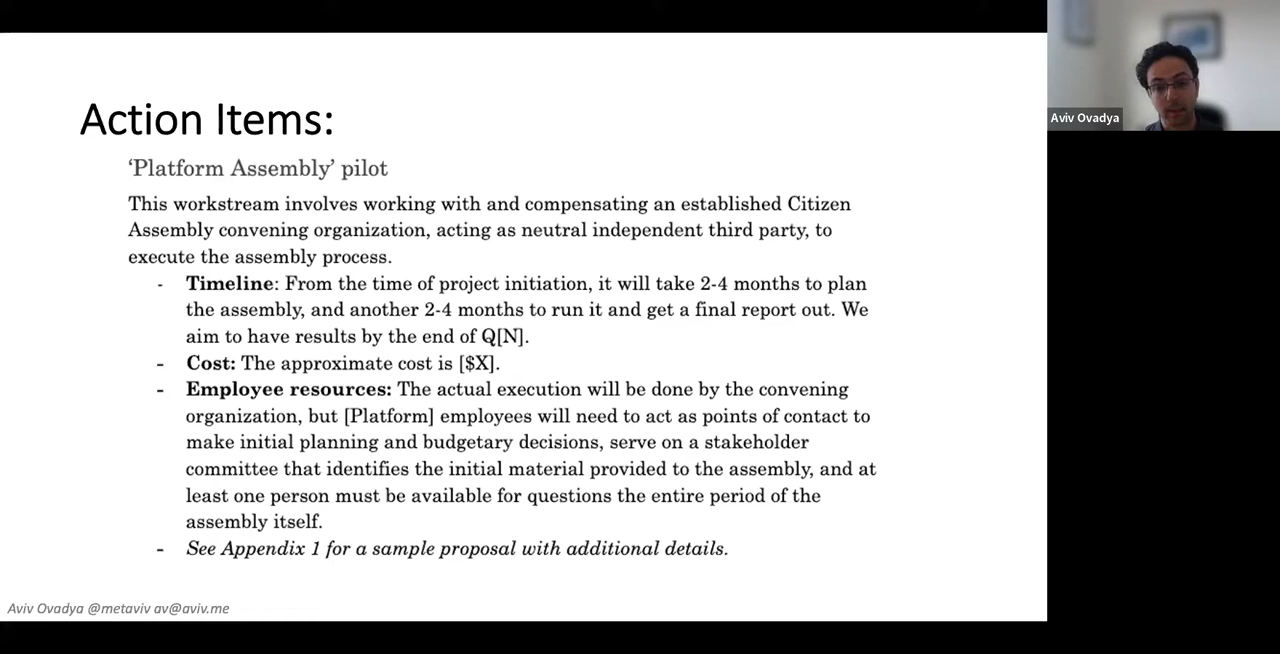 Action Items:
‘Platform Assembly’ pilot
This workstream involves working with and compensating an established Citizen
Assembly convening organization, acting as neutral independent third party, to
execute the assembly process.
- Timeline: From the time of project initiation, it will take 2-4 months to plan
the assembly, and another 2-4 months to run it and get a final report out. We
aim to have results by the end of Q[N].
- Cost: The approximate cost is [$X].
- Employee resources: The actual execution will be done by the convening
organization, but [Platform] employees will need to act as points of contact to
make initial planning and budgetary decisions, serve on a stakeholder
committee that identifies the initial material provided to the assembly, and at
least one person must be available for questions the entire period of the
assembly itself.
- See Appendix 1 for a sample proposal with additional details.
Aviv Ovadya @metaviv av@aviv.me
Aviv Ovadya